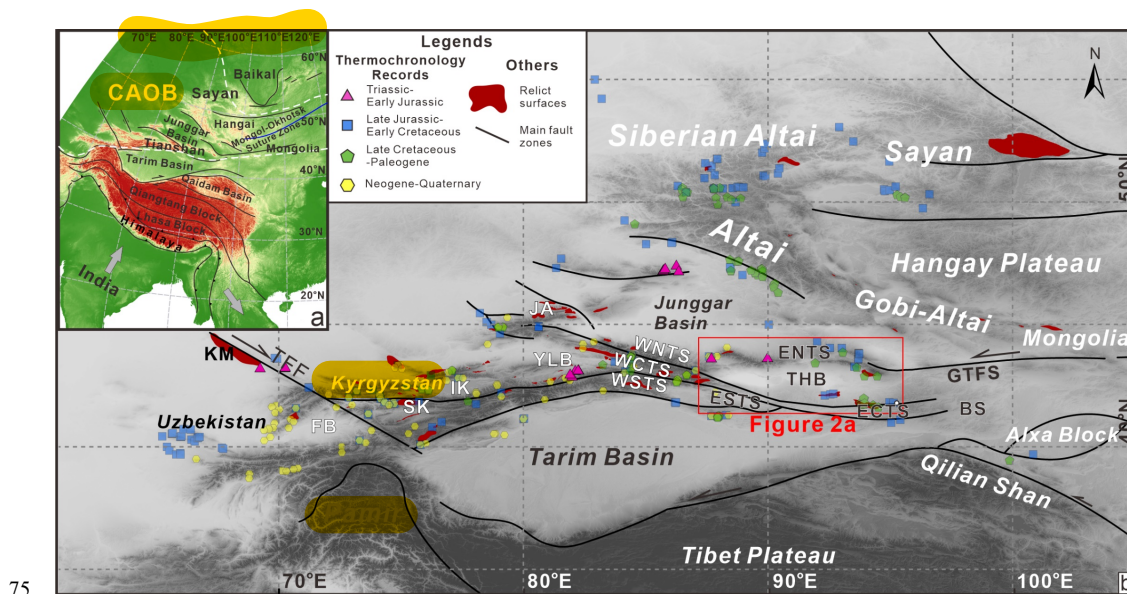 70°E 80°E 90°E 100°E 110°E 120°E
60°N
Baikal
Sayan
CAOB
Hangai
50°N
Junggar
Basin
Mongol-Okhotsk
Suture Zone
Tianshan
Mongolia
Tarim Basin
40°N
Qaidam Basin
Qiangtang Block
Lhasa Block
Himalaya
30°N
India
20°N
a
Legends
Thermochronology
Records
Others
Triassic-
Early Jurassic
Relict
surfaces
Late Jurassic-
Early Cretaceous
Main fault
zones
Late Cretaceous
-Paleogene
Neogene-Quaternary
N
Siberian Altai
Sayan
50°N
Altai
Hangay Plateau
Gobi-Altai
Junggar
Basin
Mongolia
JA
KM
TFF
YLB
WNTS
WCTS
WSTS
ENTS
THB
GTFS
Kyrgyzstan
IK
SK
ESTS
ECTS
BS
Uzbekistan
FB
Figure 2a
Alxa Block
Tarim Basin
Qilian Shan
Tibet Plateau
70°E
80°E
90°E
100°E
b
75